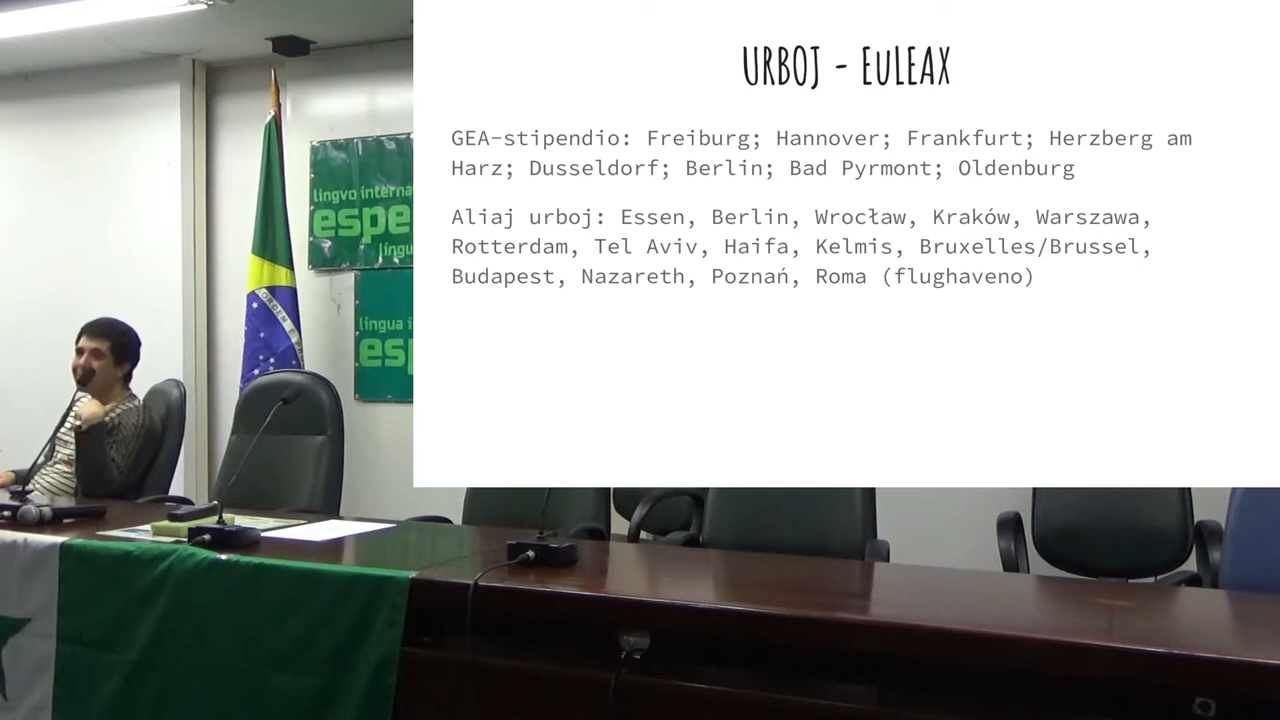 URBOJ - EuLEAX
GEA-stipendio: Freiburg; Hannover; Frankfurt; Herzberg am
Harz; Dusseldorf; Berlin; Bad Pyrmont; Oldenburg
Aliaj urboj: Essen, Berlin, Wrocław, Kraków, Warszawa,
Rotterdam, Tel Aviv, Haifa, Kelmis, Bruxelles/Brussel,
Budapest, Nazareth, Poznań, Roma (flughaveno)
lingvo interna
espe
lingu
língua i
esp
ORDEM E P